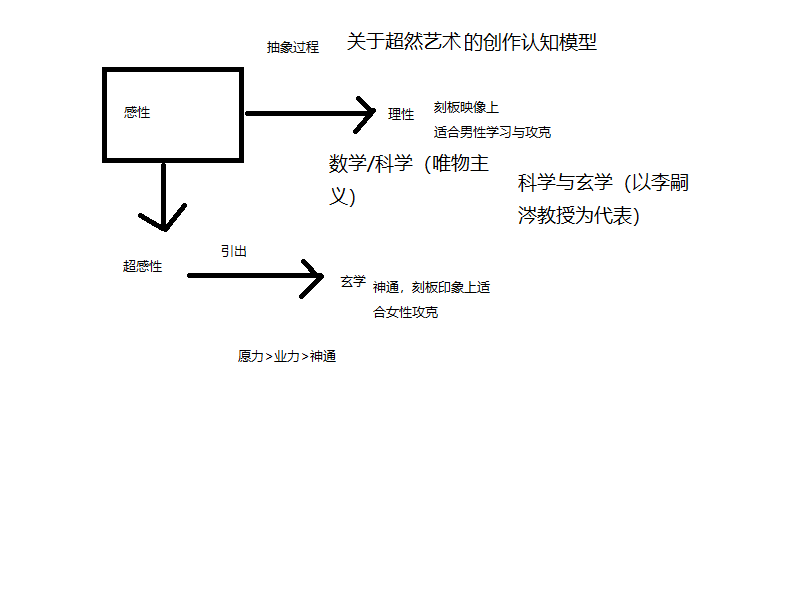 抽象过程
关于超然艺术的创作认知模型
感性
理性
刻板映像上
适合男性学习与攻克
数学/科学（唯物主
义）
科学与玄学（以李嗣
涔教授为代表）
引出
超感性
玄学
神通，刻板印象上适
合女性攻克
愿力>业力>神通